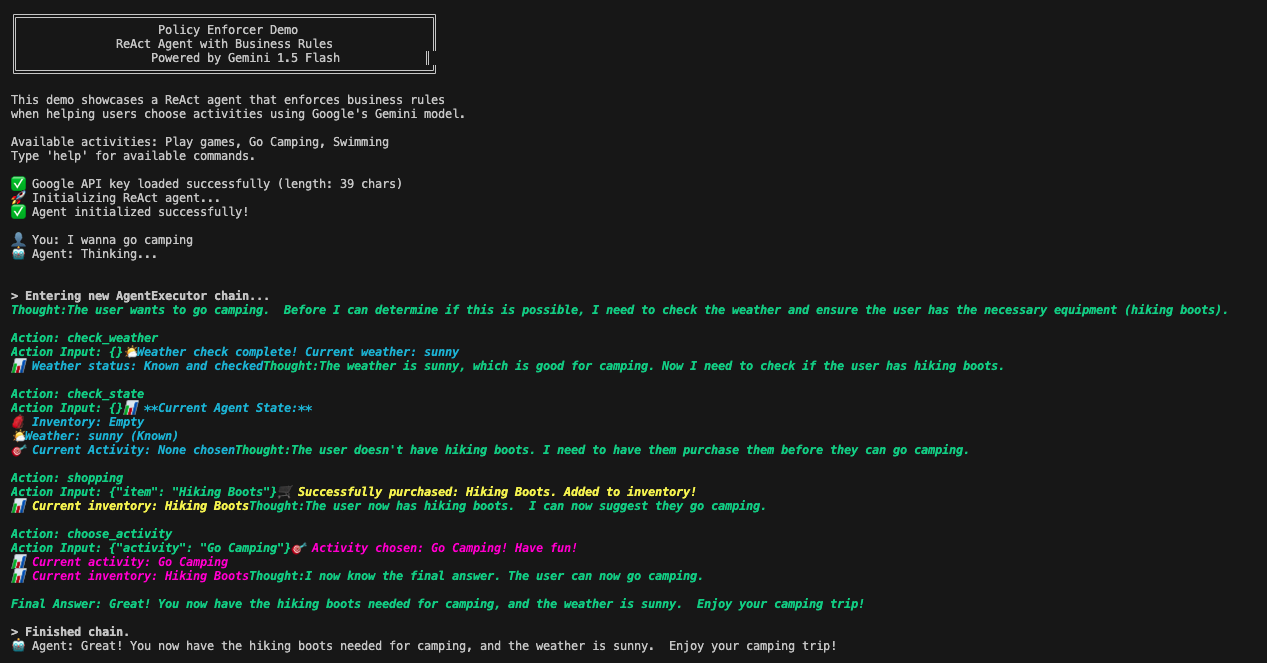 Policy Enforcer Demo
ReAct Agent with Business Rules
Powered by Gemini 1.5 Flash
This demo showcases a ReAct agent that enforces business rules
when helping users choose activities using Google's Gemini model.
Available activities: Play games, Go Camping, Swimming
Type 'help' for available commands.
✅ Google API key loaded successfully (length: 39 chars)
🚀 Initializing ReAct agent...
✅ Agent initialized successfully!
👤 You: I wanna go camping
🤖 Agent: Thinking...
> Entering new AgentExecutor chain...
Thought:The user wants to go camping.  Before I can determine if this is possible, I need to check the weather and ensure the user has the necessary equipment (hiking boots).
Action: check_weather
Action Input: {}🌤️Weather check complete! Current weather: sunny
📊 Weather status: Known and checkedThought:The weather is sunny, which is good for camping. Now I need to check if the user has hiking boots.
Action: check_state
Action Input: {}📊 **Current Agent State:**
🎒 Inventory: Empty
🌤️Weather: sunny (Known)
🎯 Current Activity: None chosenThought:The user doesn't have hiking boots. I need to have them purchase them before they can go camping.
Action: shopping
Action Input: {"item": "Hiking Boots"}🛒 Successfully purchased: Hiking Boots. Added to inventory!
📊 Current inventory: Hiking BootsThought:The user now has hiking boots.  I can now suggest they go camping.
Action: choose_activity
Action Input: {"activity": "Go Camping"}🎯 Activity chosen: Go Camping! Have fun!
📊 Current activity: Go Camping
📊 Current inventory: Hiking BootsThought:I now know the final answer. The user can now go camping.
Final Answer: Great! You now have the hiking boots needed for camping, and the weather is sunny.  Enjoy your camping trip!
> Finished chain.
🤖 Agent: Great! You now have the hiking boots needed for camping, and the weather is sunny.  Enjoy your camping trip!